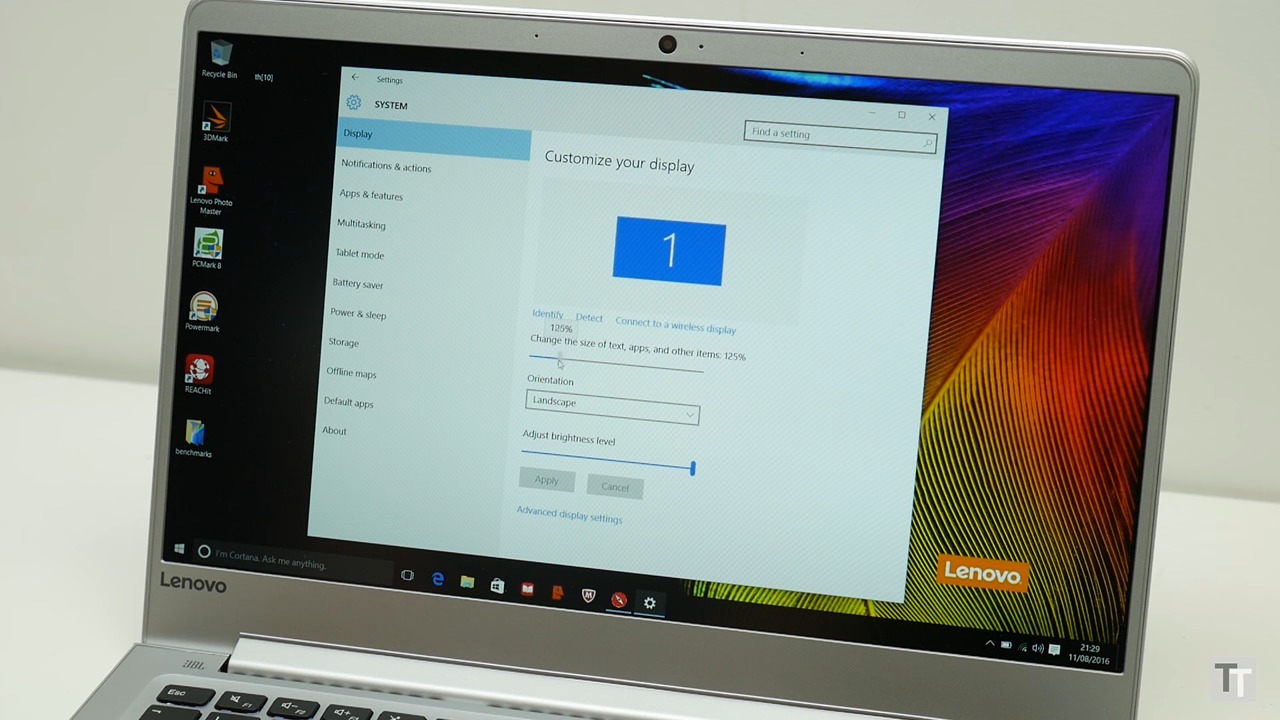 Recycle Bin
th[10]
3DMark
Lenovo Photo
Master
PCMark 8
Powermark
REACHit
benchmarks
Settings
SYSTEM
Find a setting
Display
Notifications & actions
Apps & features
Multitasking
Tablet mode
Battery saver
Power & sleep
Storage
Offline maps
Default apps
About
Customize your display
1
Identify Detect Connect to a wireless display
125%
Change the size of text, apps, and other items: 125%
Orientation
Landscape
Adjust brightness level
Apply Cancel
Advanced display settings
Lenovo
I'm Cortana. Ask me anything.
21:29
11/08/2016
Lenovo
JBL
Esc
F1
F2
TT